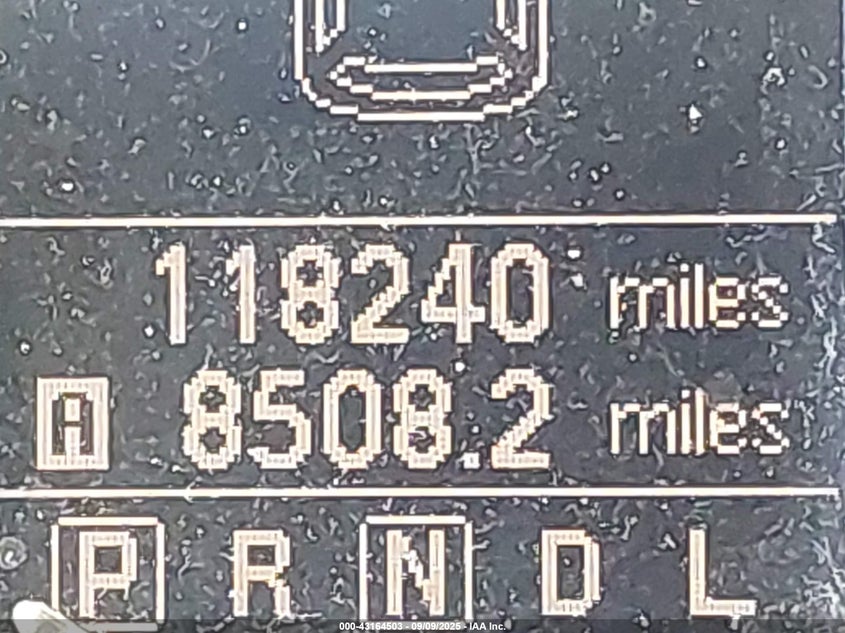 118240 miles
A 8508.2 miles
P R N D L
000-43164503 - 09/09/2025 - IAA Inc.